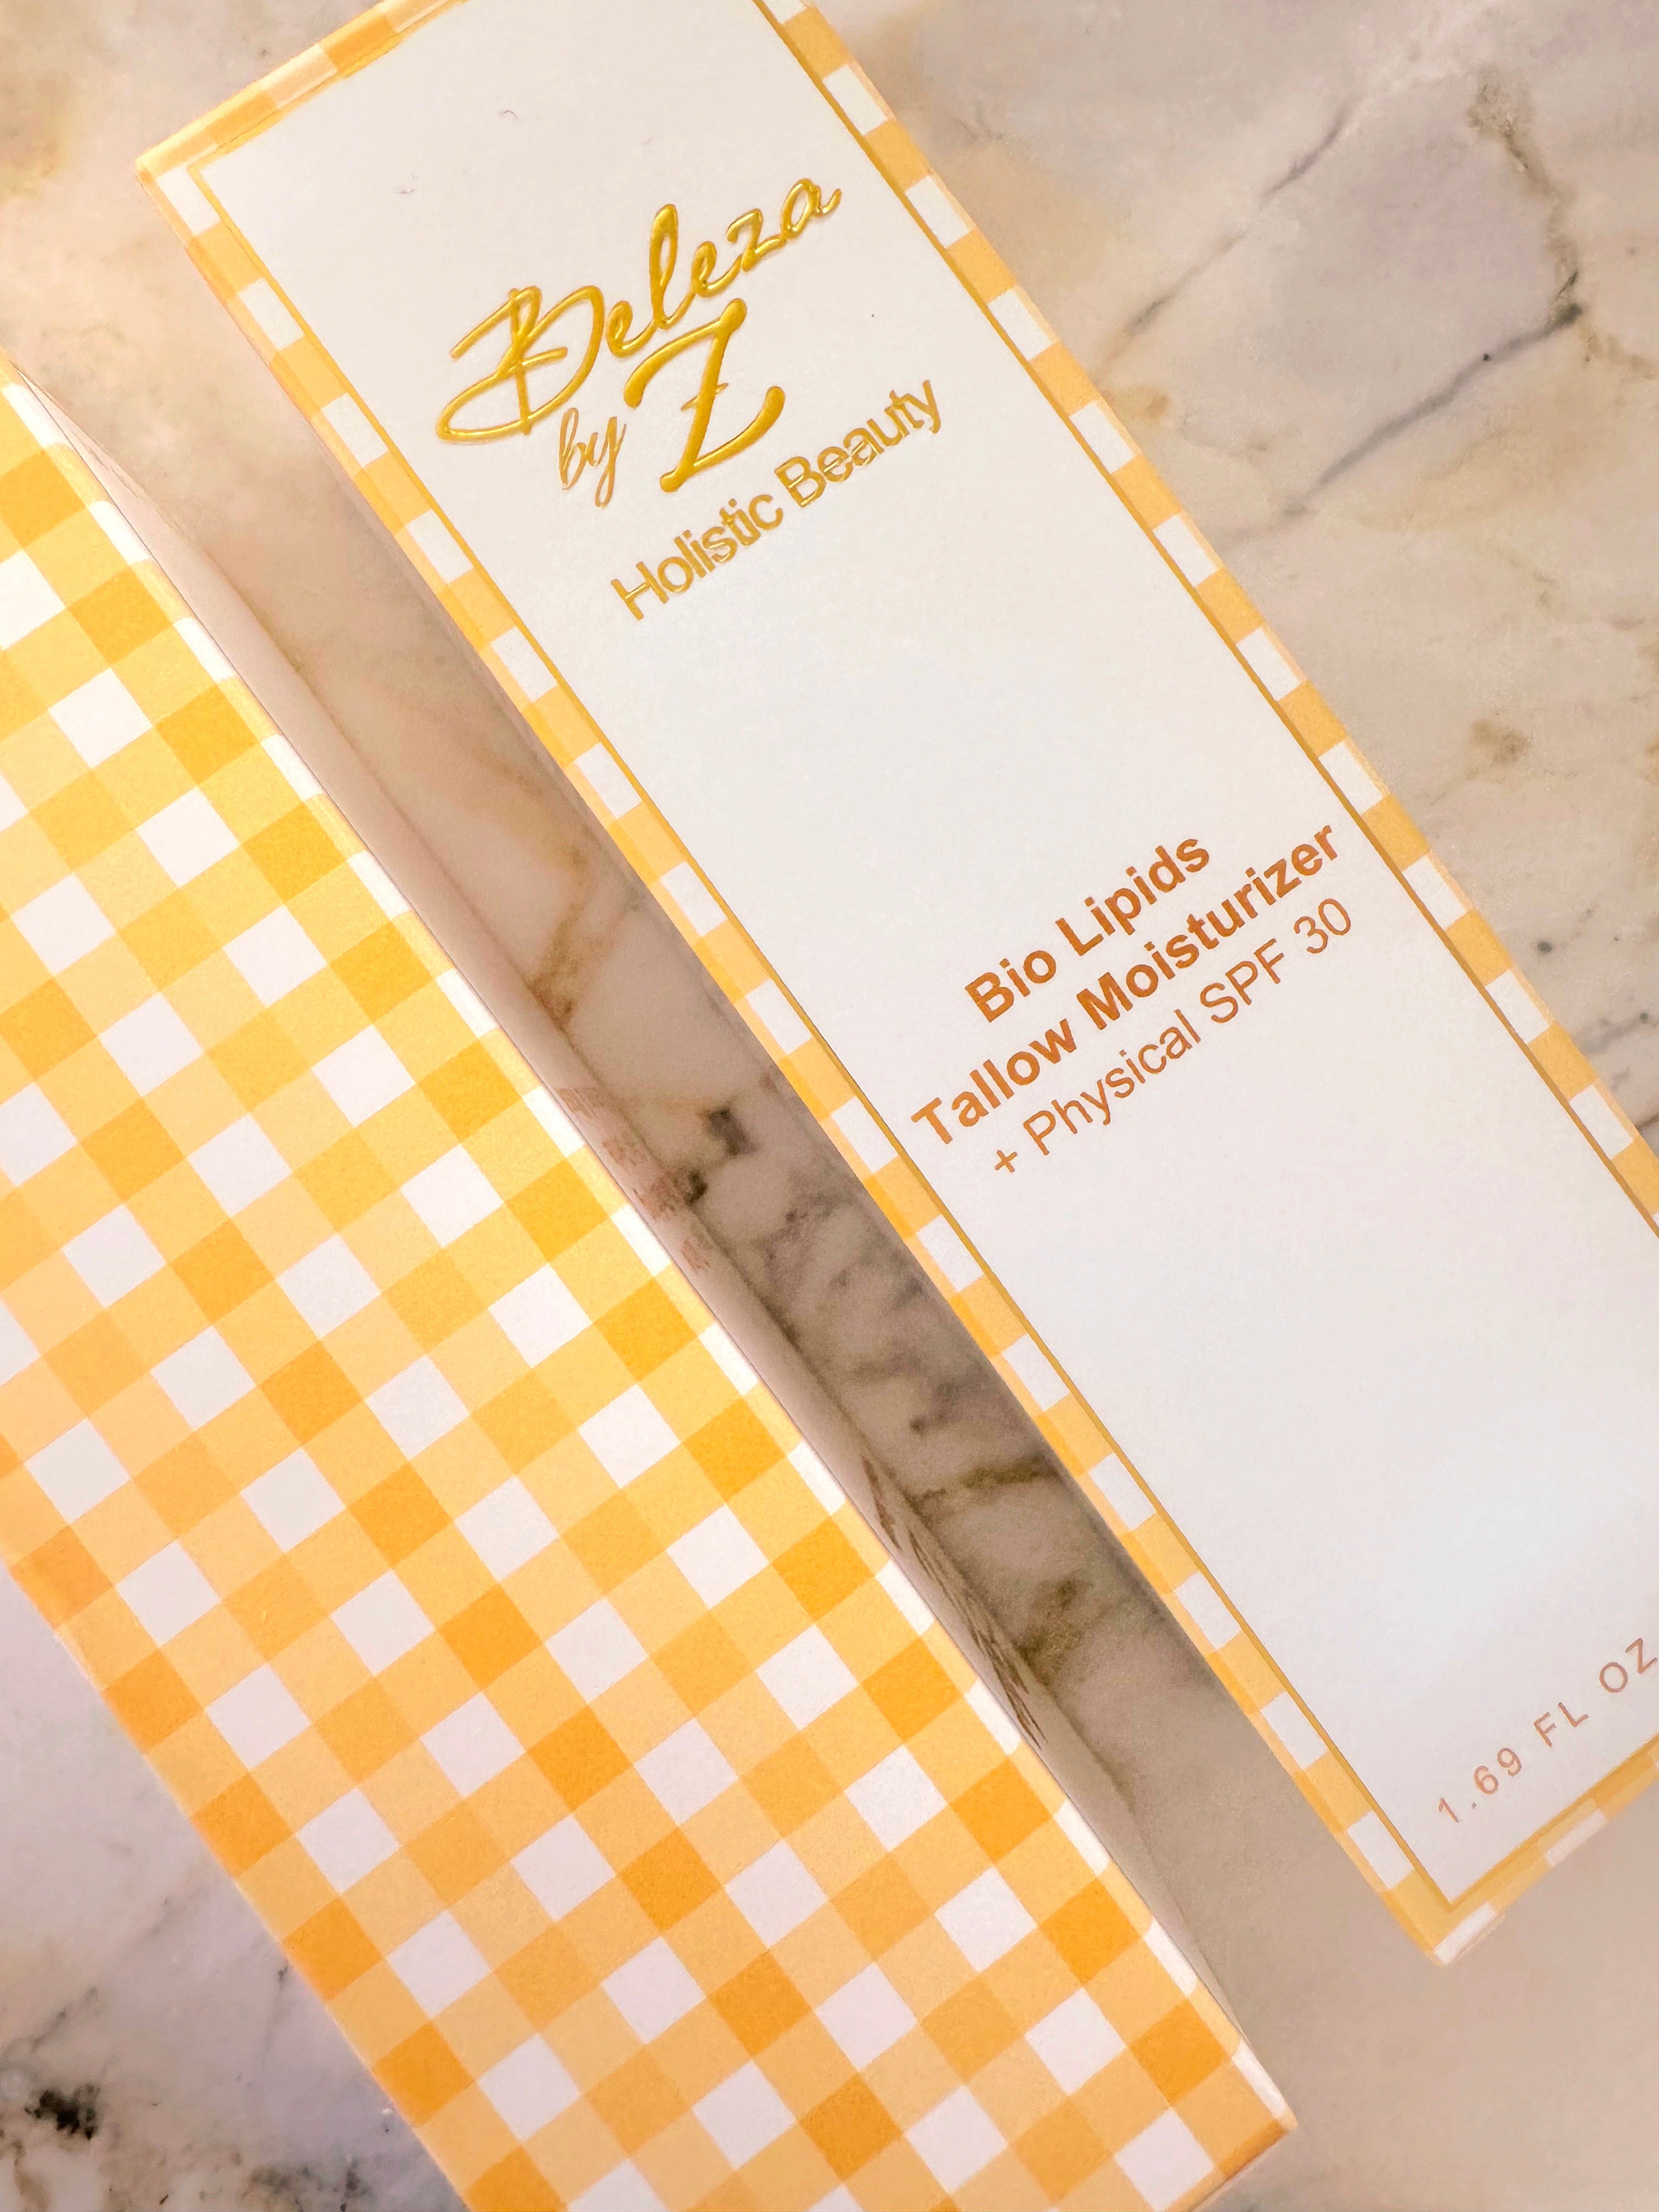 Beleza
by Z
Holistic Beauty
Bio Lipids
Tallow Moisturizer
+ Physical SPF 30
1.69 FL OZ